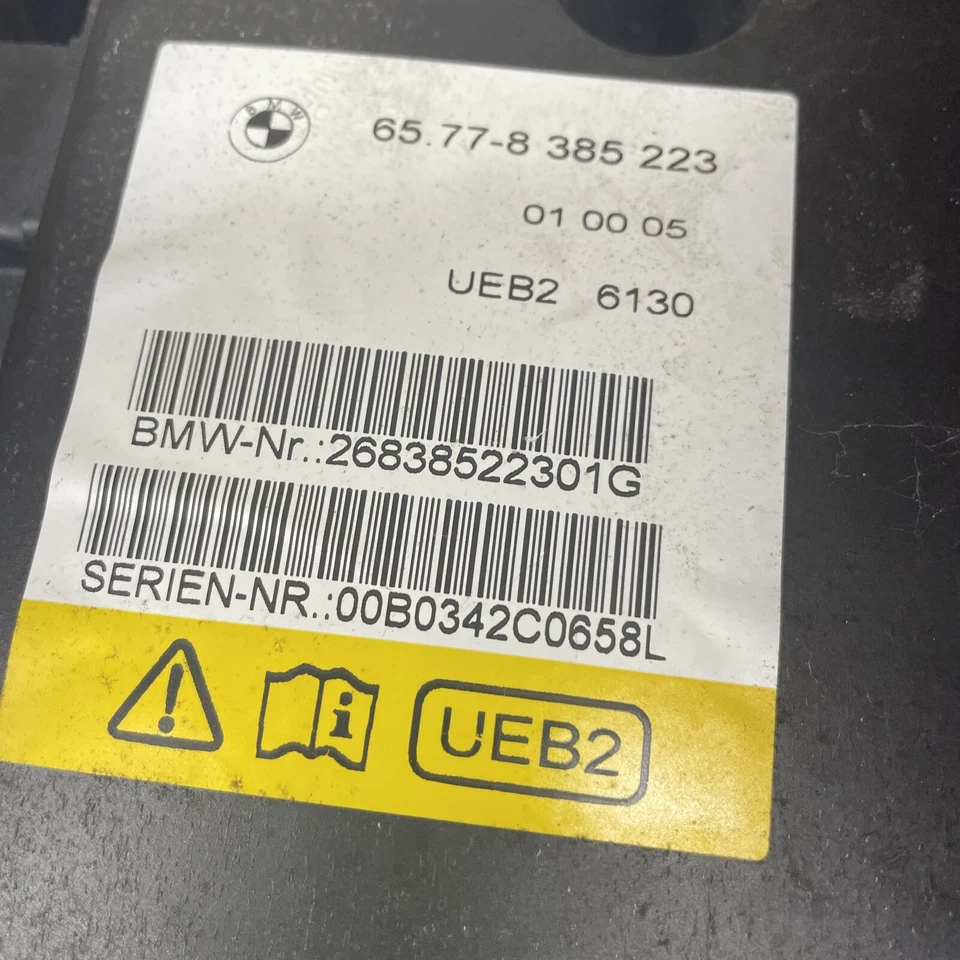 BMW
65.77-8 385 223
01 00 05
UEB2 6130
BMW-Nr.:26838522301G
SERIEN-NR.:00B0342C0658L
UEB2